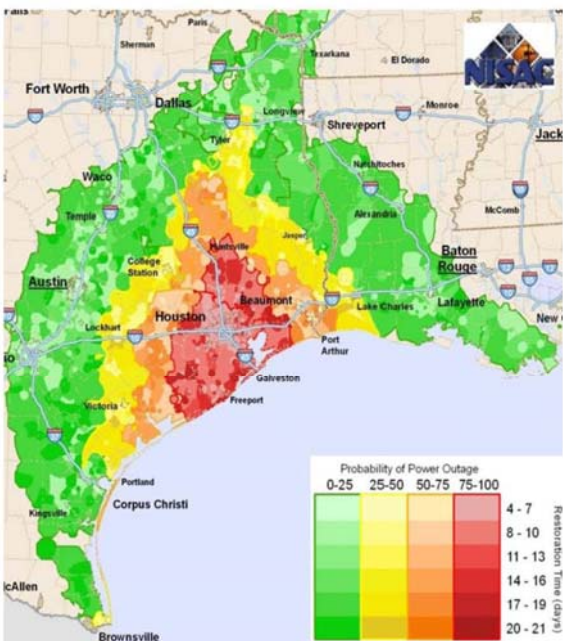 Paris
Sherman
Texarkana
El Dorado
NISAC
Fort Worth
Dallas
Longview
Monroe
Shreveport
Tyler
Jack
Waco
Natchitoches
Temple
Alexandria
McComb
Jasper
Huntsville
College
Station
Baton
Rouge
Austin
Beaumont
Lake Charles
Lafayette
Lockhart
Houston
New
Port
Arthur
io
Galveston
Victoria
Freeport
Portland
Corpus Christi
Kingsville
McAllen
Brownsville
Probability of Power Outage
0-25 25-50 50-75 75-100
4 - 7
8 - 10
11 - 13
14 - 16
17 - 19
20 - 21
Restoration Time (days)